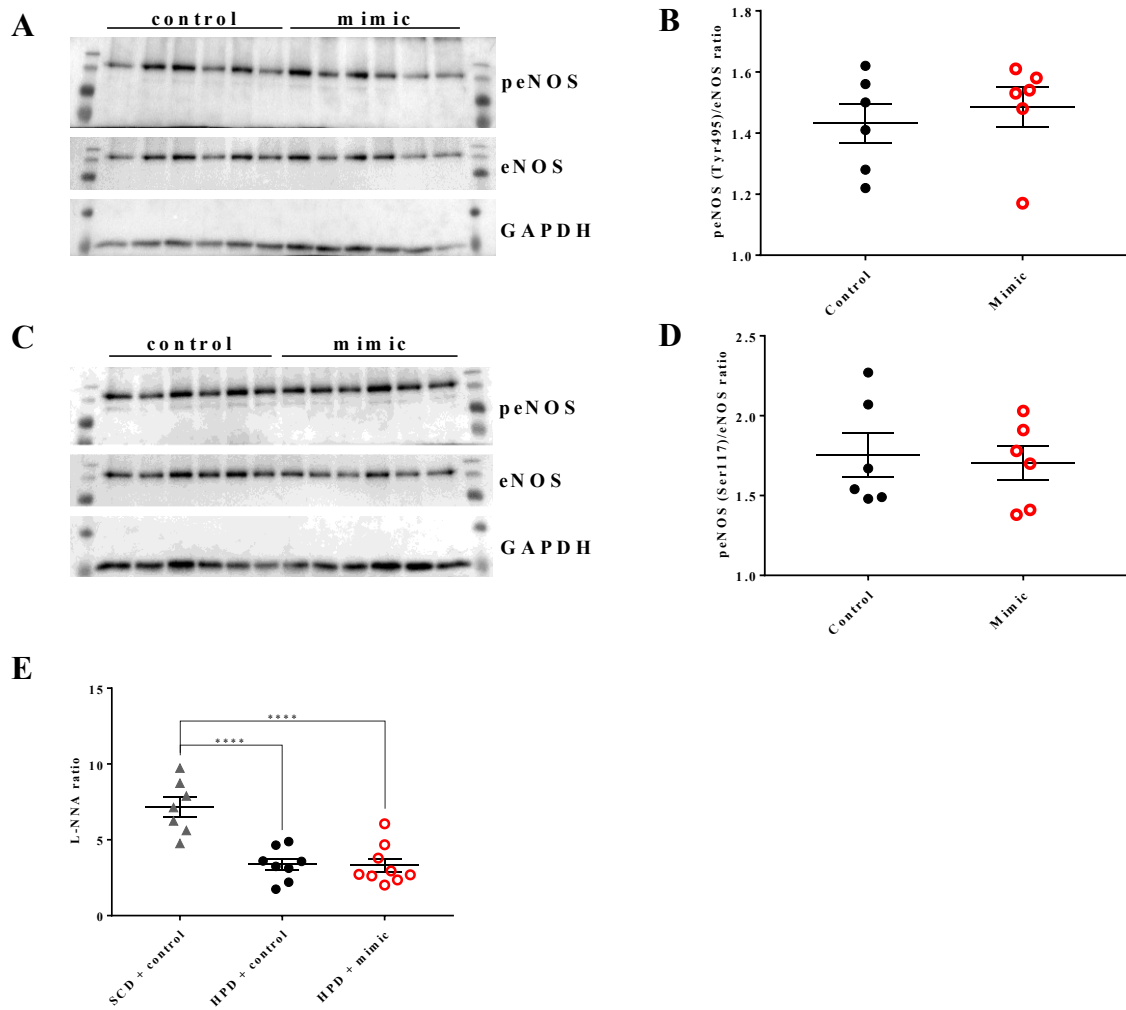 A
control mimic
peNOS
eNOS
GAPDH
B
peNOS (Tyr495)/eNOS ratio
1.8
1.6
1.4
1.2
1.0
Control
Mimic
C
control mimic
peNOS
eNOS
GAPDH
D
peNOS (Ser117)/eNOS ratio
2.5
2.0
1.5
1.0
Control
Mimic
E
L-NNA ratio
15
10
5
0
****
****
SCD + control
HPD + control
HPD + mimic